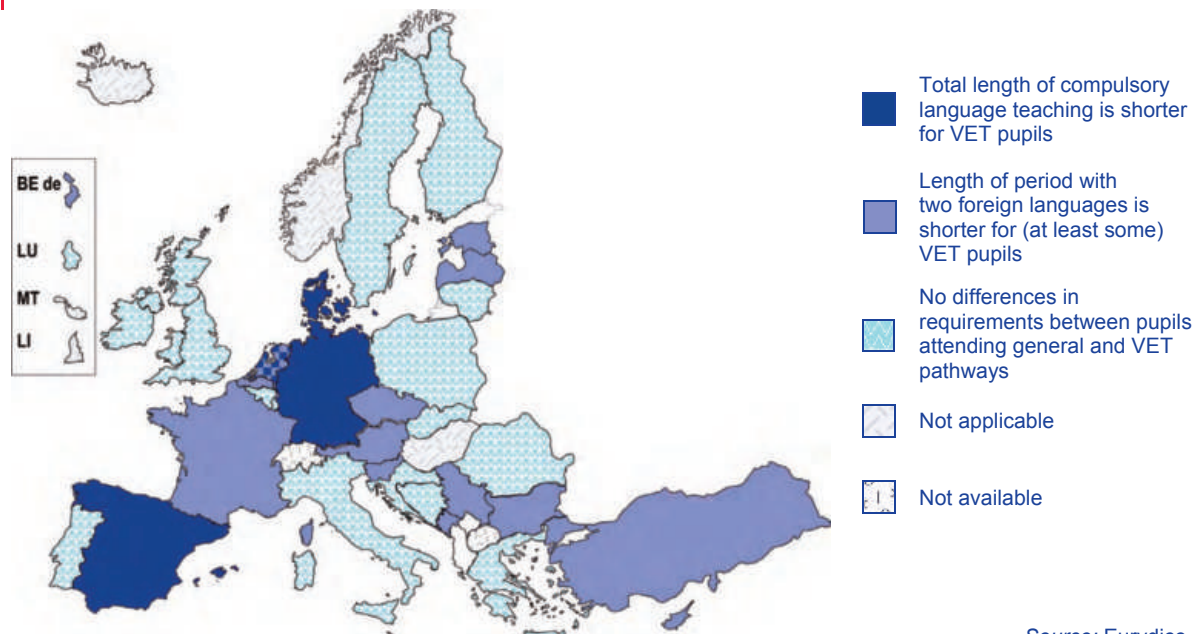 BE de
LU
MT
LI
Total length of compulsory
language teaching is shorter
for VET pupils
Length of period with
two foreign languages is
shorter for (at least some)
VET pupils
No differences in
requirements between pupils
attending general and VET
pathways
Not applicable
Not available
Source: Eurydice